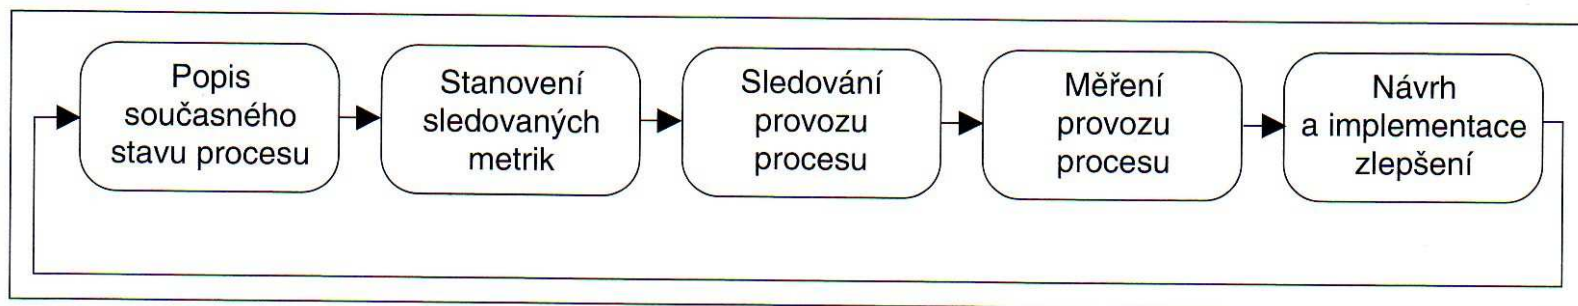 Popis
současného
stavu procesu
Stanovení
sledovaných
metrik
Sledování
provozu
procesu
Měření
provozu
procesu
Návrh
a implementace
zlepšení